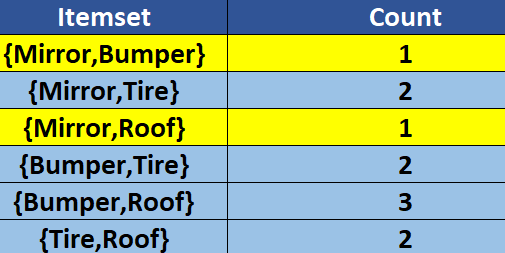 Itemset Count
{Mirror,Bumper} 1
{Mirror,Tire} 2
{Mirror,Roof} 1
{Bumper,Tire} 2
{Bumper,Roof} 3
{Tire,Roof} 2